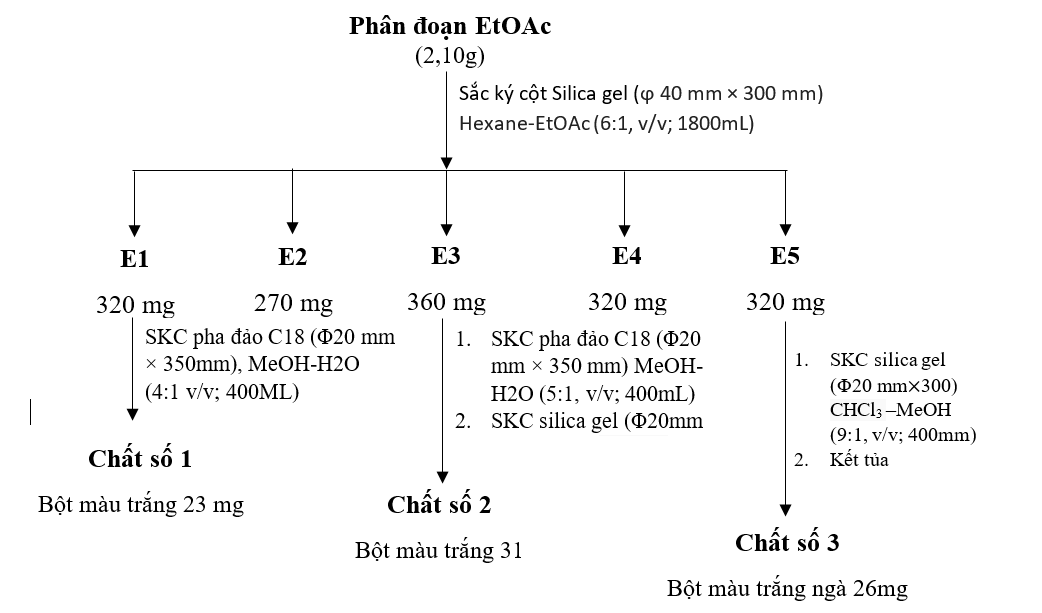 Phân đoạn EtOAc
(2,10g)
Sắc ký cột Silica gel (φ 40 mm × 300 mm)
Hexane-EtOAc (6:1, v/v; 1800mL)
E1
E2
E3
E4
E5
320 mg
270 mg
360 mg
320 mg
320 mg
SKC pha đảo C18 (Φ20 mm
× 350mm), MeOH-H2O
(4:1 v/v; 400ML)
1. SKC pha đảo C18 (Φ20
mm × 350 mm) MeOH-
H2O (5:1, v/v; 400mL)
2. SKC silica gel (Φ20mm
1. SKC silica gel
(Φ20 mm×300)
CHCl₃ –MeOH
(9:1, v/v; 400mm)
2. Kết tủa
Chất số 1
Bột màu trắng 23 mg
Chất số 2
Bột màu trắng 31
Chất số 3
Bột màu trắng ngà 26mg